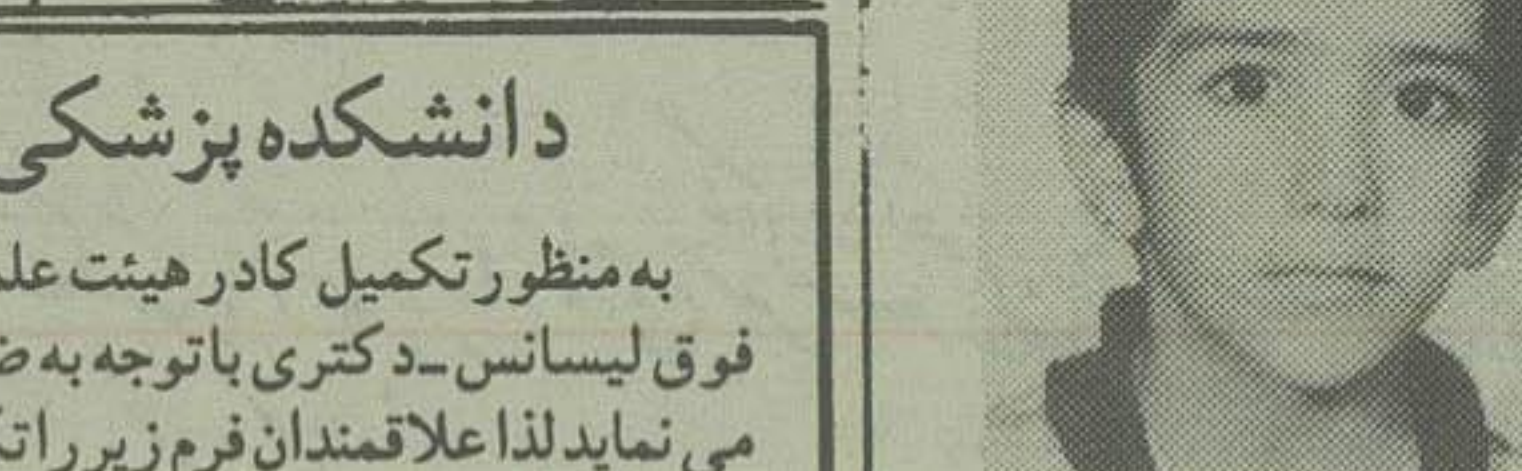 دانشکده پزشکی
به منظور تکمیل کادر هیئت
فوق لیسانس ـ دکتری با توجه به
می نماید لذا علاقمندان فرم زیر را